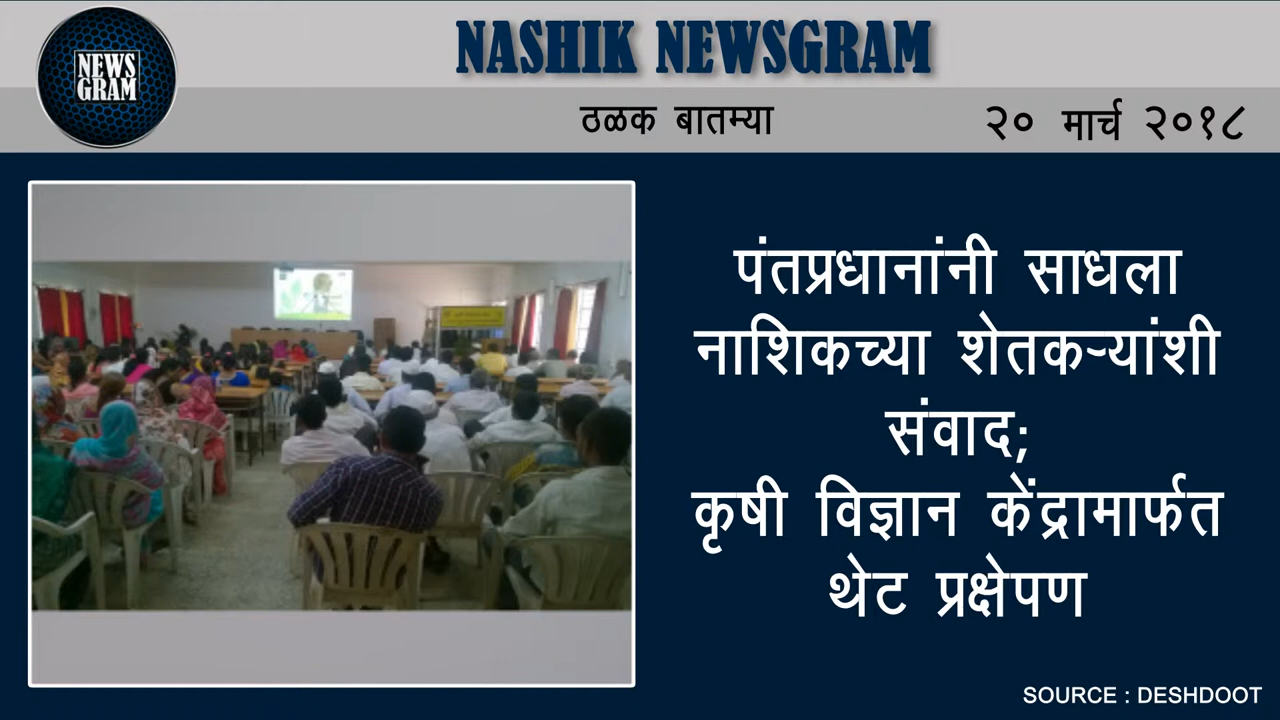 NEWS
GRAM
NASHIK NEWSGRAM
ठळक बातम्या
२० मार्च २०१८
पंतप्रधानांनी साधला
नाशिकच्या शेतकऱ्यांशी
संवाद;
कृषी विज्ञान केंद्रामार्फत
थेट प्रक्षेपण
SOURCE : DESHDOOT